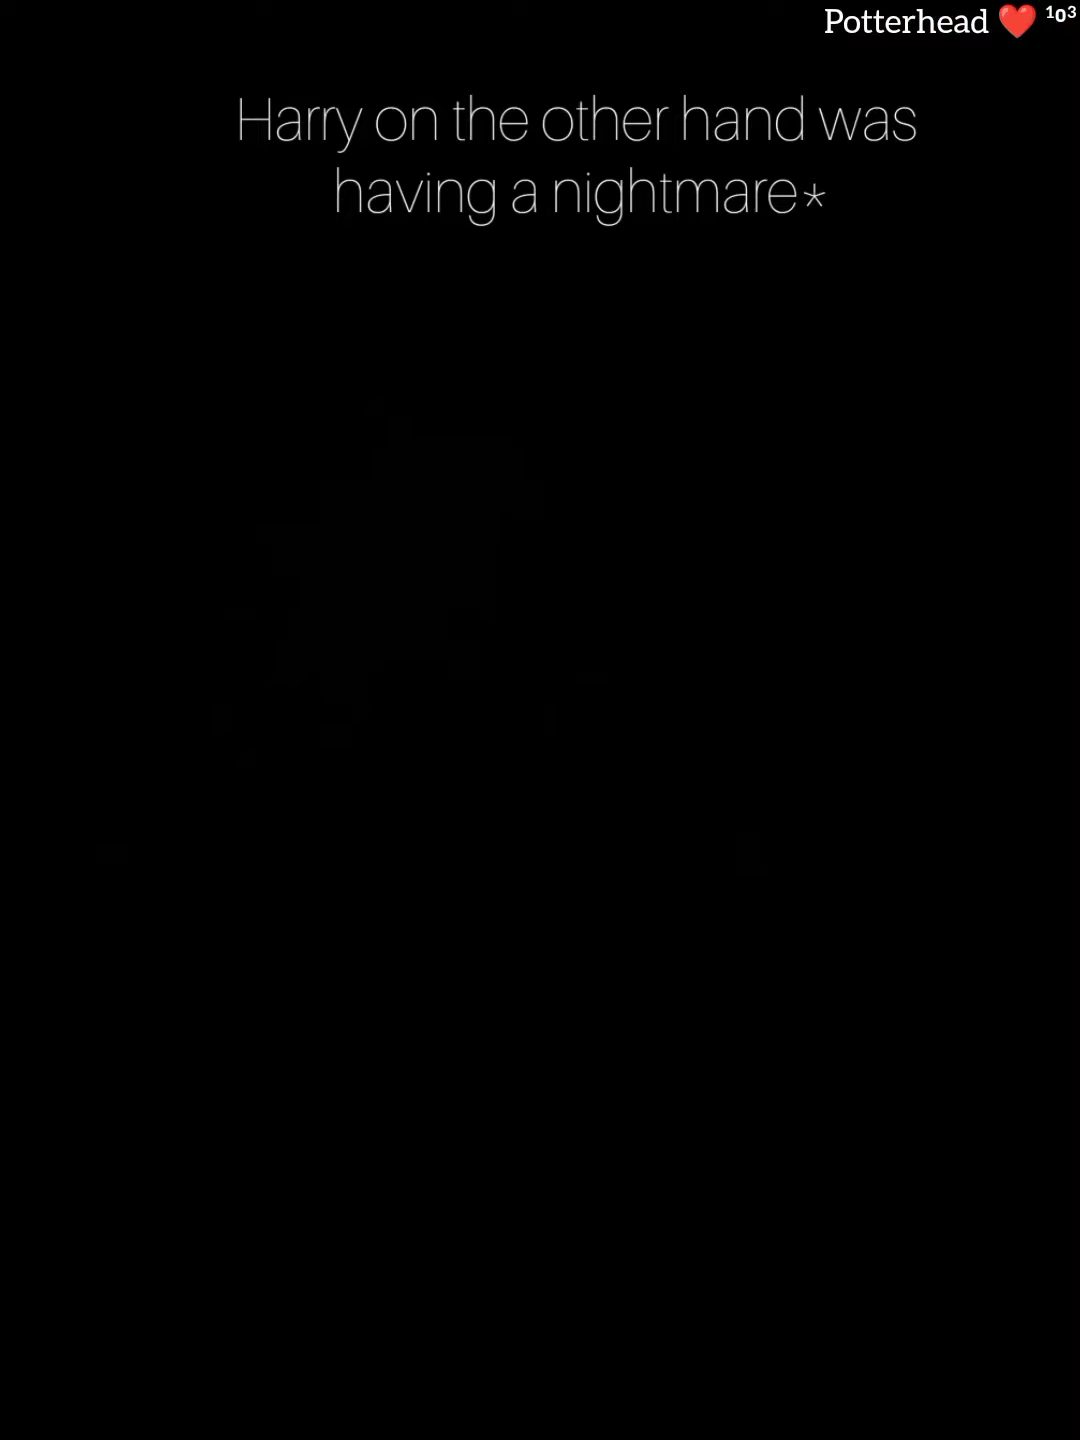 Potterhead ❤️ ¹⁰³
Harry on the other hand was
having a nightmare*